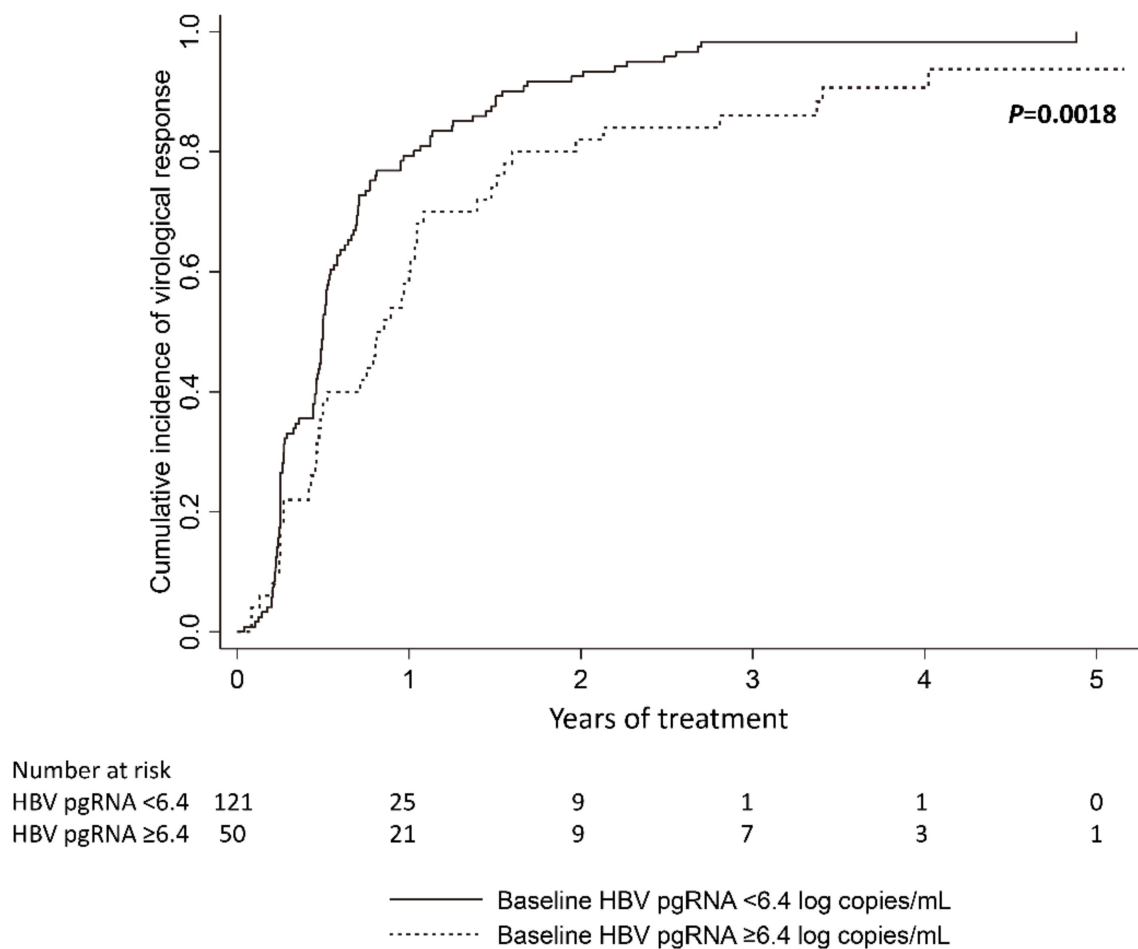 Cumulative incidence of virological response
1.0
0.8
0.6
0.4
0.2
0.0
P=0.0018
0 1 2 3 4 5
Years of treatment
Number at risk
HBV pgRNA <6.4 121 25 9 1 1 0
HBV pgRNA ≥6.4 50 21 9 7 3 1
Baseline HBV pgRNA <6.4 log copies/mL
Baseline HBV pgRNA ≥6.4 log copies/mL